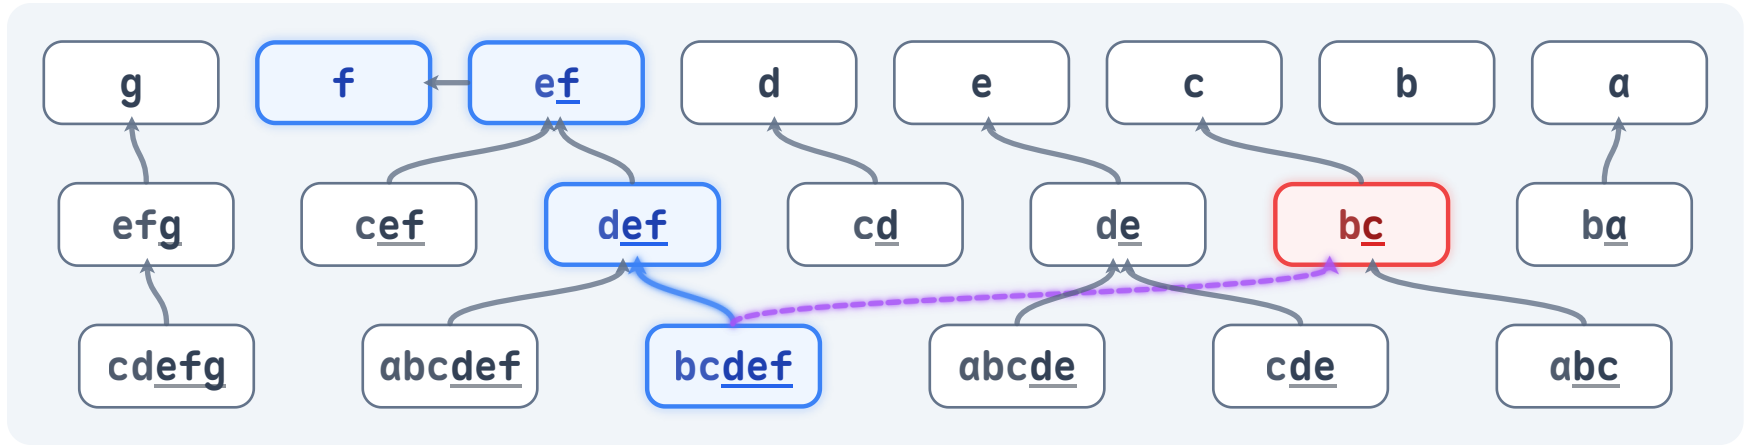 g f ef d e c b a
efg cef def cd de bc ba
cdefg abcdef bcdef abcde cde abc